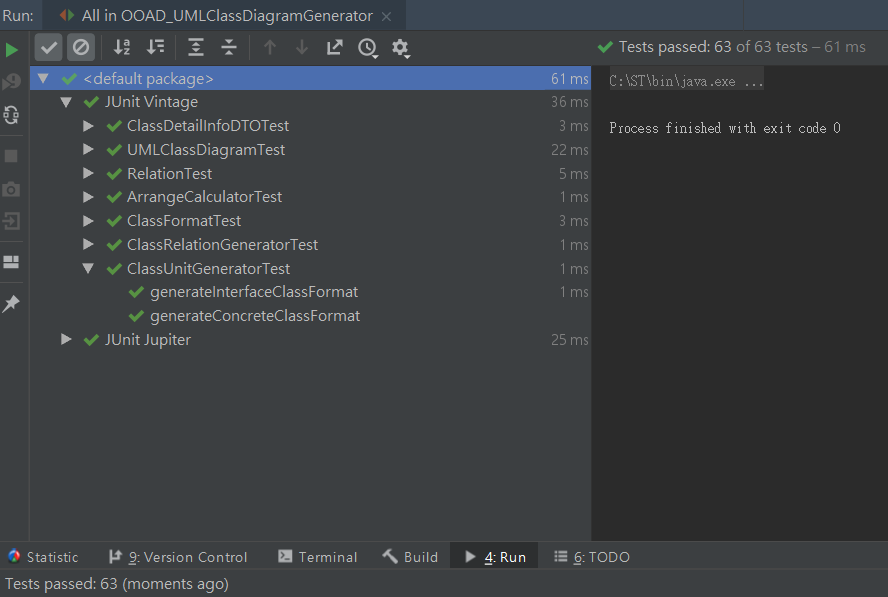 Run: All in OOAD_UMLClassDiagramGenerator
Tests passed: 63 of 63 tests – 61 ms
<default package> 61 ms
JUnit Vintage 36 ms
ClassDetailInfoDTOTest 3 ms
UMLClassDiagramTest 22 ms
RelationTest 5 ms
ArrangeCalculatorTest 1 ms
ClassFormatTest 3 ms
ClassRelationGeneratorTest 1 ms
ClassUnitGeneratorTest 1 ms
generateInterfaceClassFormat 1 ms
generateConcreteClassFormat
JUnit Jupiter 25 ms
C:\ST\bin\java.exe ...
Process finished with exit code 0
Statistic 9: Version Control Terminal Build 4: Run 6: TODO
Tests passed: 63 (moments ago)